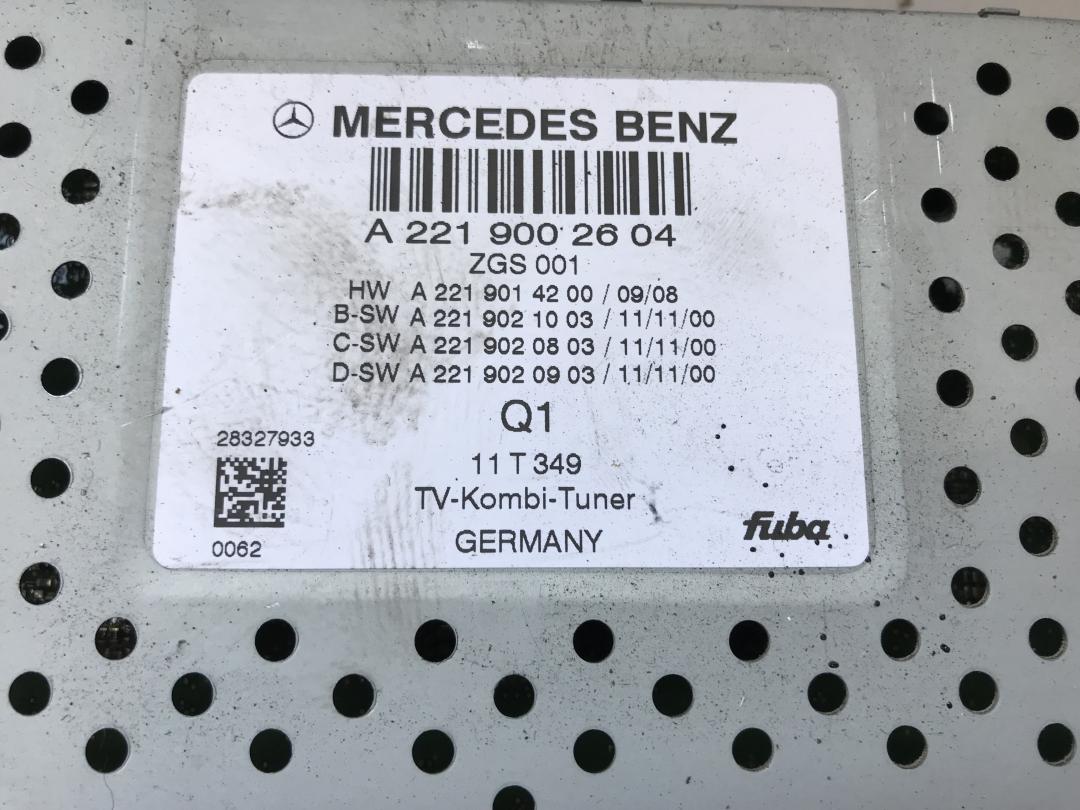 MERCEDES BENZ
A 221 900 26 04
ZGS 001
HW A 221 901 42 00 / 09/08
B-SW A 221 902 10 03 / 11/11/00
C-SW A 221 902 08 03 / 11/11/00
D-SW A 221 902 09 03 / 11/11/00
Q1
28327933
11 T 349
TV-Kombi-Tuner
fuba
GERMANY
0062